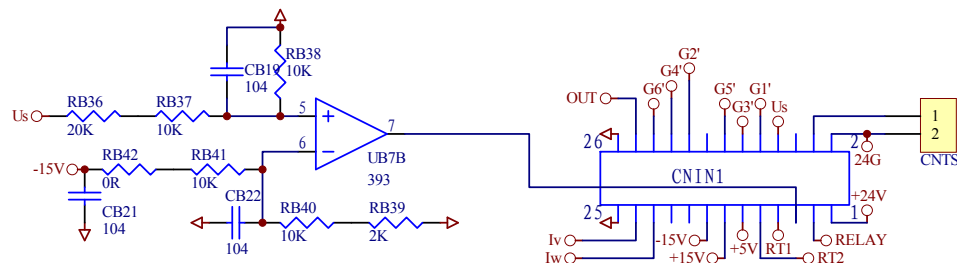 G2'
G4'
G6'
G5'
G1'
G3'
Us
OUT
RB38
10K
CB19
104
RB36
20K
RB37
10K
Us
5
6
7
UB7B
393
-15V
RB42
0R
RB41
10K
CB21
104
CB22
104
RB40
10K
RB39
2K
26
25
CNIN1
2
1
24G
+24V
1
2
CNTS
Iv
Iw
-15V
+15V
+5V
RT1
RELAY
RT2